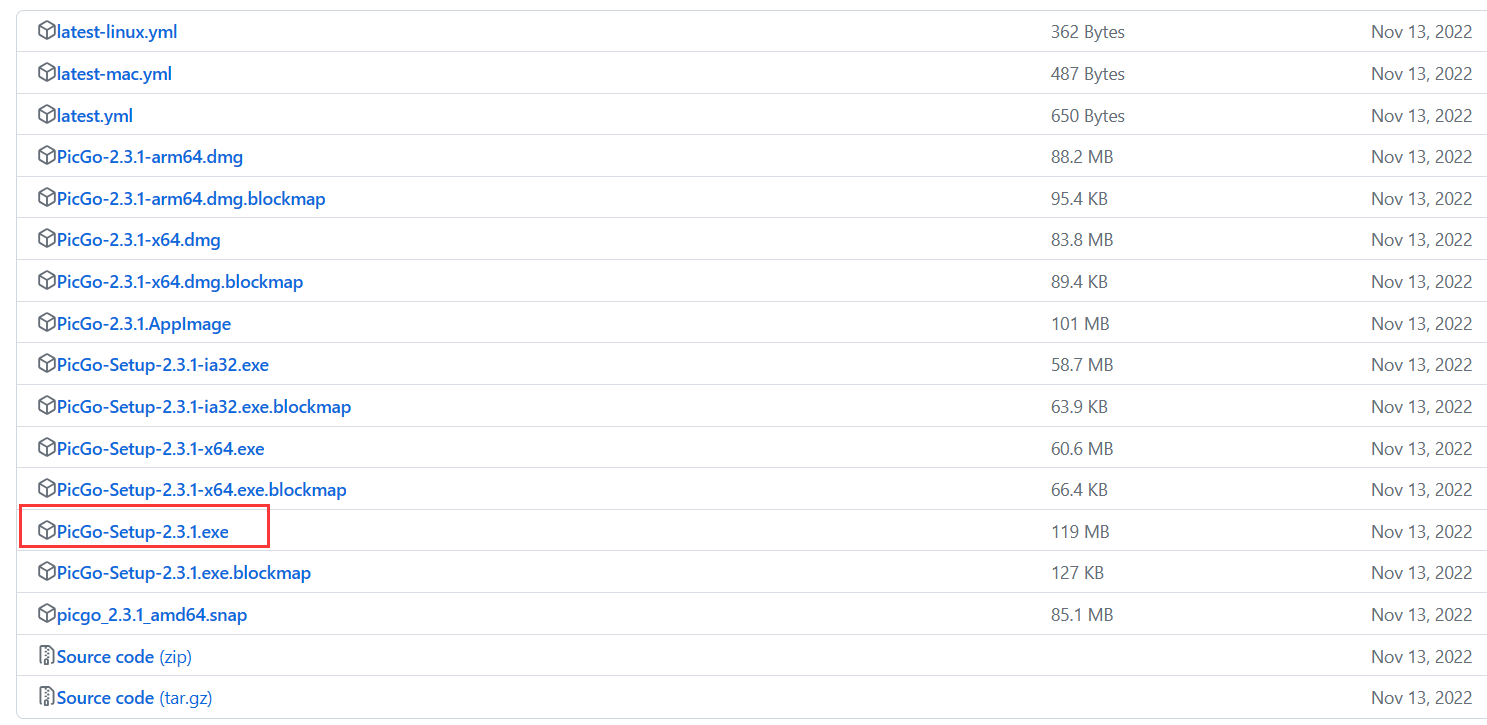 latest-linux.yml 362 Bytes Nov 13, 2022
latest-mac.yml 487 Bytes Nov 13, 2022
latest.yml 650 Bytes Nov 13, 2022
PicGo-2.3.1-arm64.dmg 88.2 MB Nov 13, 2022
PicGo-2.3.1-arm64.dmg.blockmap 95.4 KB Nov 13, 2022
PicGo-2.3.1-x64.dmg 83.8 MB Nov 13, 2022
PicGo-2.3.1-x64.dmg.blockmap 89.4 KB Nov 13, 2022
PicGo-2.3.1.AppImage 101 MB Nov 13, 2022
PicGo-Setup-2.3.1-ia32.exe 58.7 MB Nov 13, 2022
PicGo-Setup-2.3.1-ia32.exe.blockmap 63.9 KB Nov 13, 2022
PicGo-Setup-2.3.1-x64.exe 60.6 MB Nov 13, 2022
PicGo-Setup-2.3.1-x64.exe.blockmap 66.4 KB Nov 13, 2022
PicGo-Setup-2.3.1.exe 119 MB Nov 13, 2022
PicGo-Setup-2.3.1.exe.blockmap 127 KB Nov 13, 2022
picgo_2.3.1_amd64.snap 85.1 MB Nov 13, 2022
Source code (zip) Nov 13, 2022
Source code (tar.gz) Nov 13, 2022